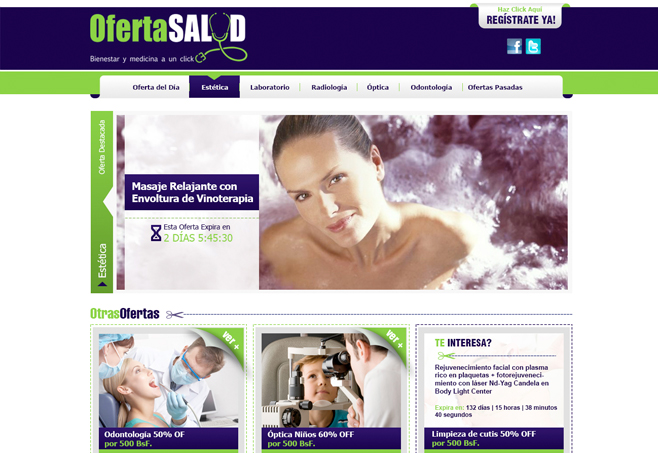 Haz Click Aquí
REGÍSTRATE YA!
OfertaSALUD
Bienestar y medicina a un click
Oferta del Día
Estética
Laboratorio
Radiología
Óptica
Odontología
Ofertas Pasadas
Oferta Destacada
Estética
Masaje Relajante con
Envoltura de Vinoterapia
Esta Oferta Expira en
2 DÍAS 5:45:30
OtrasOfertas
ver +
Odontología 50% OF
por 500 BsF.
ver +
Óptica Niños 60% OFF
por 500 BsF.
TE INTERESA?
Rejuvenecimiento facial con plasma
rico en plaquetas + fotorejuveneci-
miento con láser Nd-Yag Candela en
Body Light Center
Expira en: 132 días | 15 horas | 38 minutos
40 segundos
Limpieza de cutis 50% OFF
por 500 BsF.